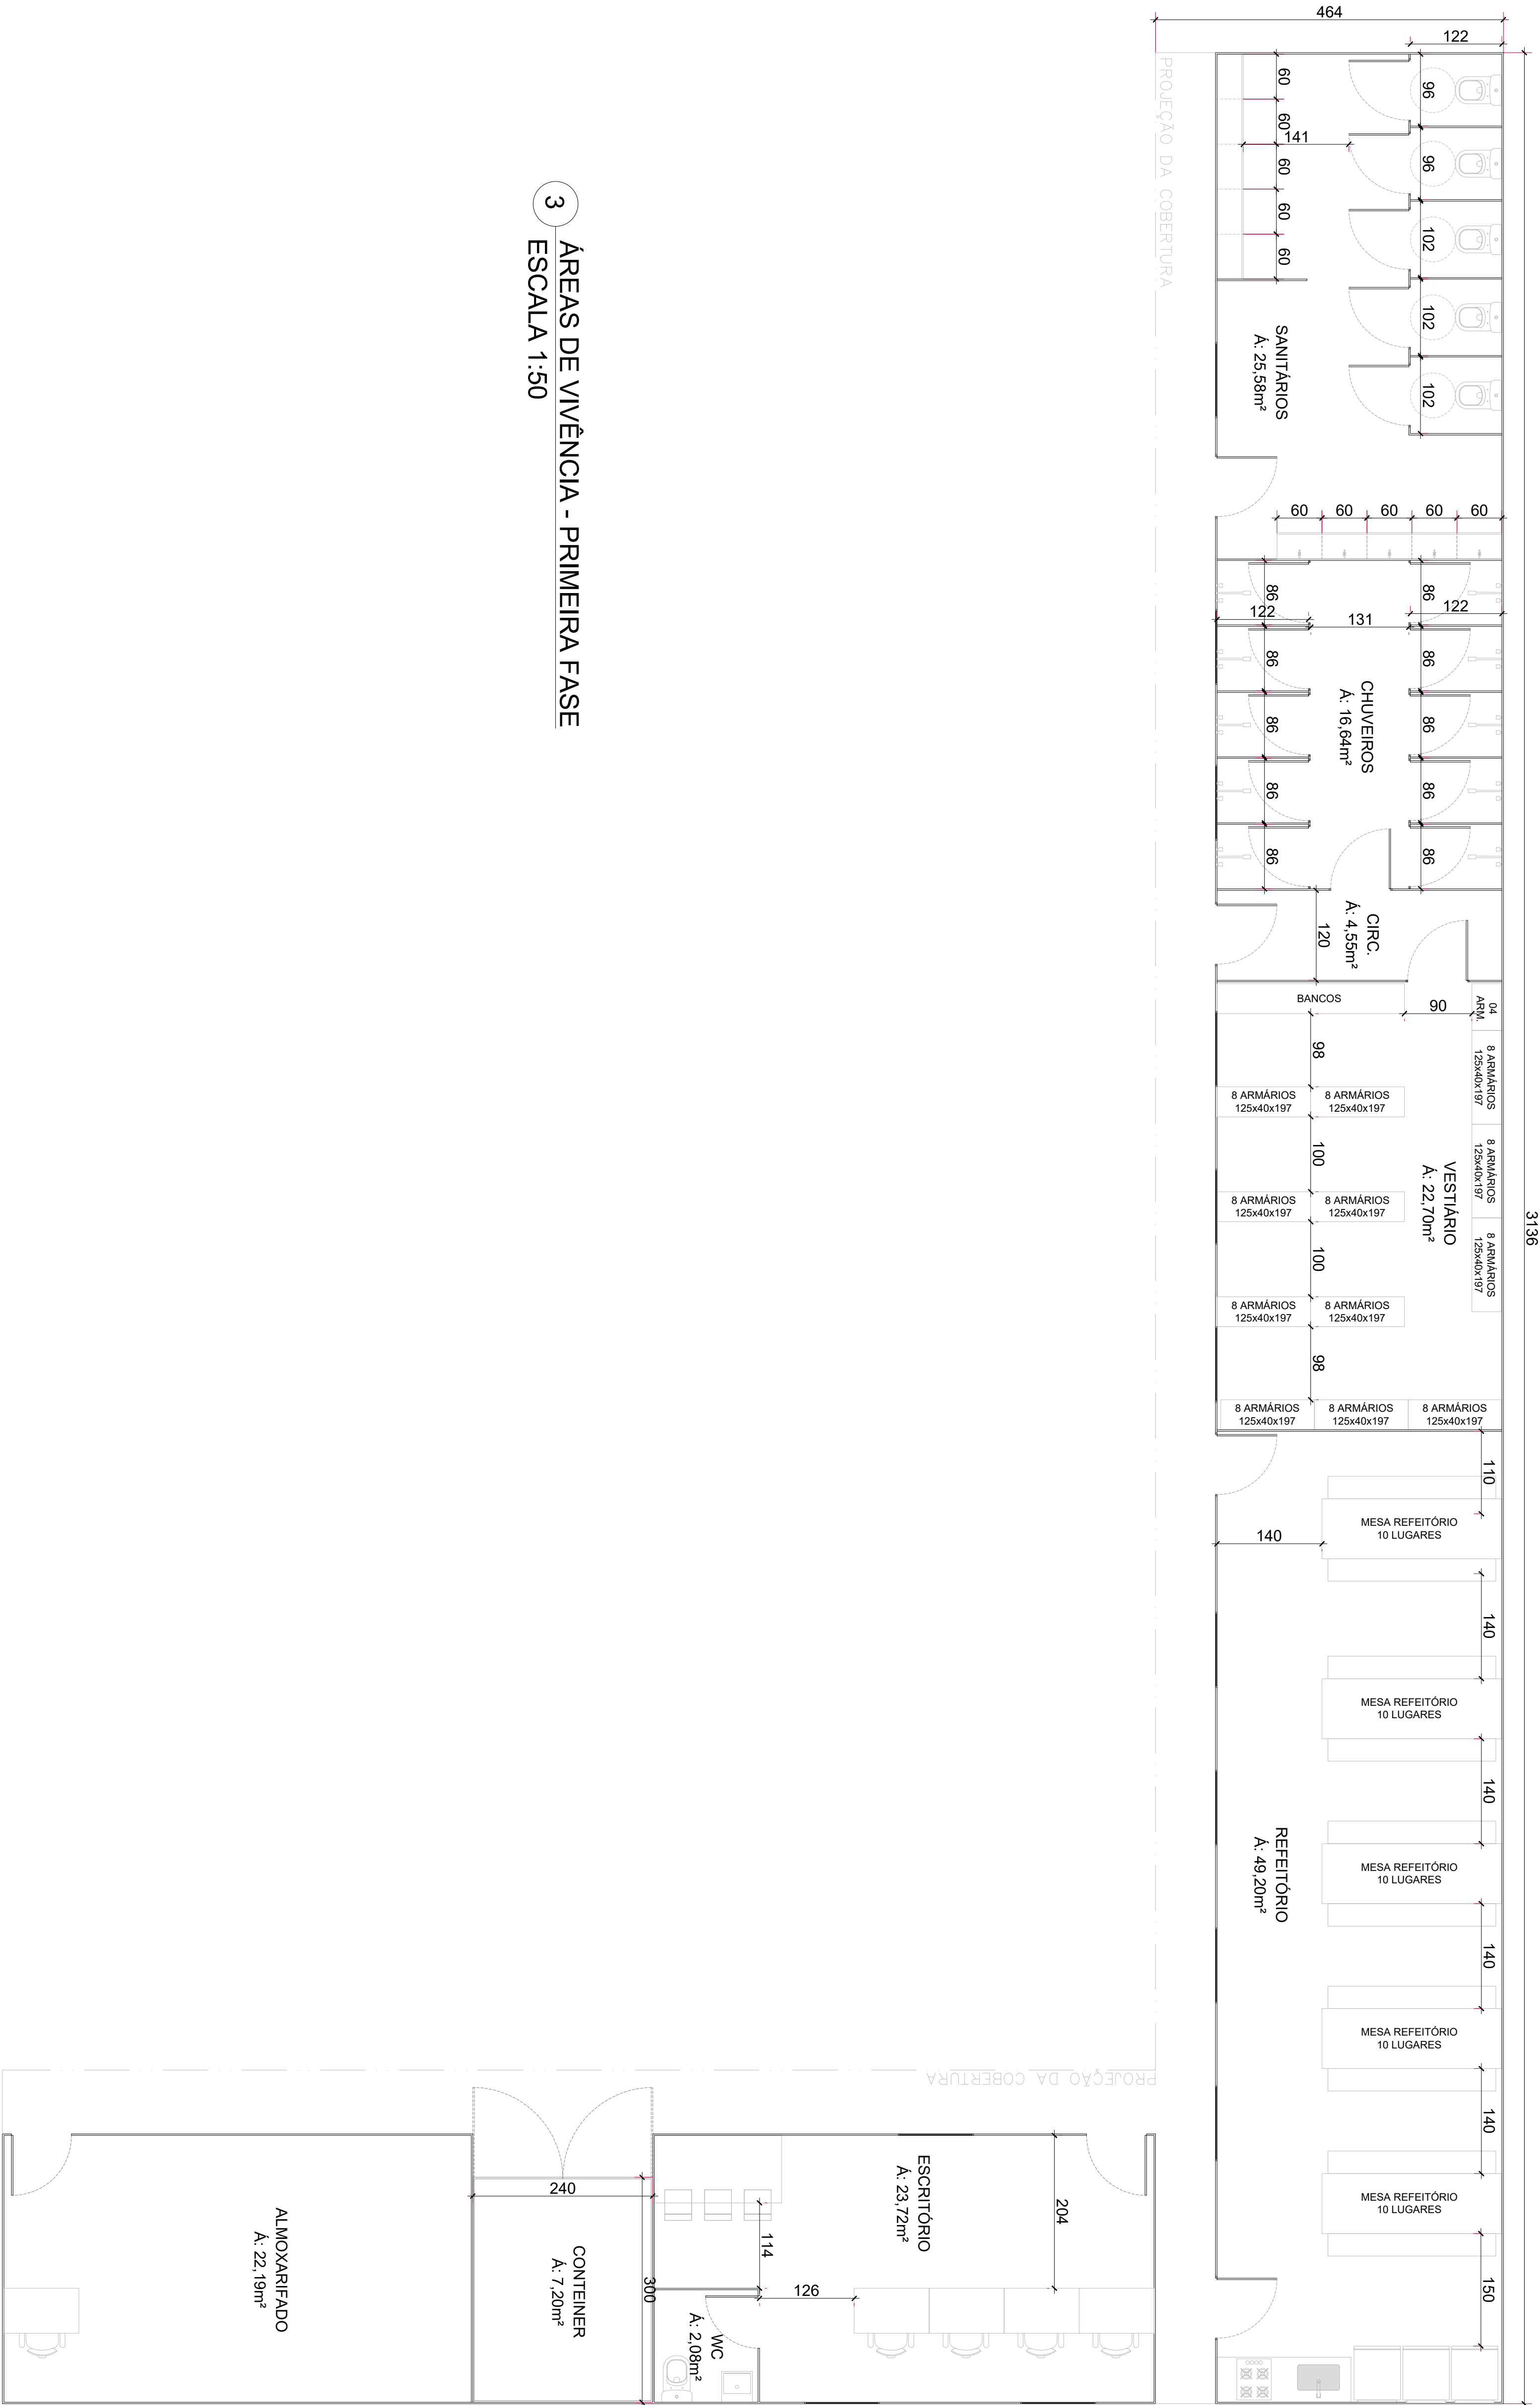 464
122
3136
PROJEÇÃO DA COBERTURA
60
60
60
60
60
141
96
96
102
102
102
SANITÁRIOS
Á: 25,58m²
60
60
60
60
60
86
86
86
86
86
86
86
86
86
86
122
131
122
CHUVEIROS
Á: 16,64m²
CIRC.
Á: 4,55m²
120
BANCOS
90
04
ARM.
8 ARMÁRIOS
125x40x197
8 ARMÁRIOS
125x40x197
8 ARMÁRIOS
125x40x197
98
8 ARMÁRIOS
125x40x197
8 ARMÁRIOS
125x40x197
100
VESTIÁRIO
Á: 22,70m²
8 ARMÁRIOS
125x40x197
8 ARMÁRIOS
125x40x197
100
8 ARMÁRIOS
125x40x197
8 ARMÁRIOS
125x40x197
98
8 ARMÁRIOS
125x40x197
8 ARMÁRIOS
125x40x197
8 ARMÁRIOS
125x40x197
110
140
MESA REFEITÓRIO
10 LUGARES
140
MESA REFEITÓRIO
10 LUGARES
140
REFEITÓRIO
Á: 49,20m²
MESA REFEITÓRIO
10 LUGARES
140
MESA REFEITÓRIO
10 LUGARES
140
MESA REFEITÓRIO
10 LUGARES
150
PROJEÇÃO DA COBERTURA
ESCRITÓRIO
Á: 23,72m²
204
114
126
WC
Á: 2,08m²
240
300
CONTEINER
Á: 7,20m²
ALMOXARIFADO
Á: 22,19m²
3
ÁREAS DE VIVÊNCIA - PRIMEIRA FASE
ESCALA 1:50